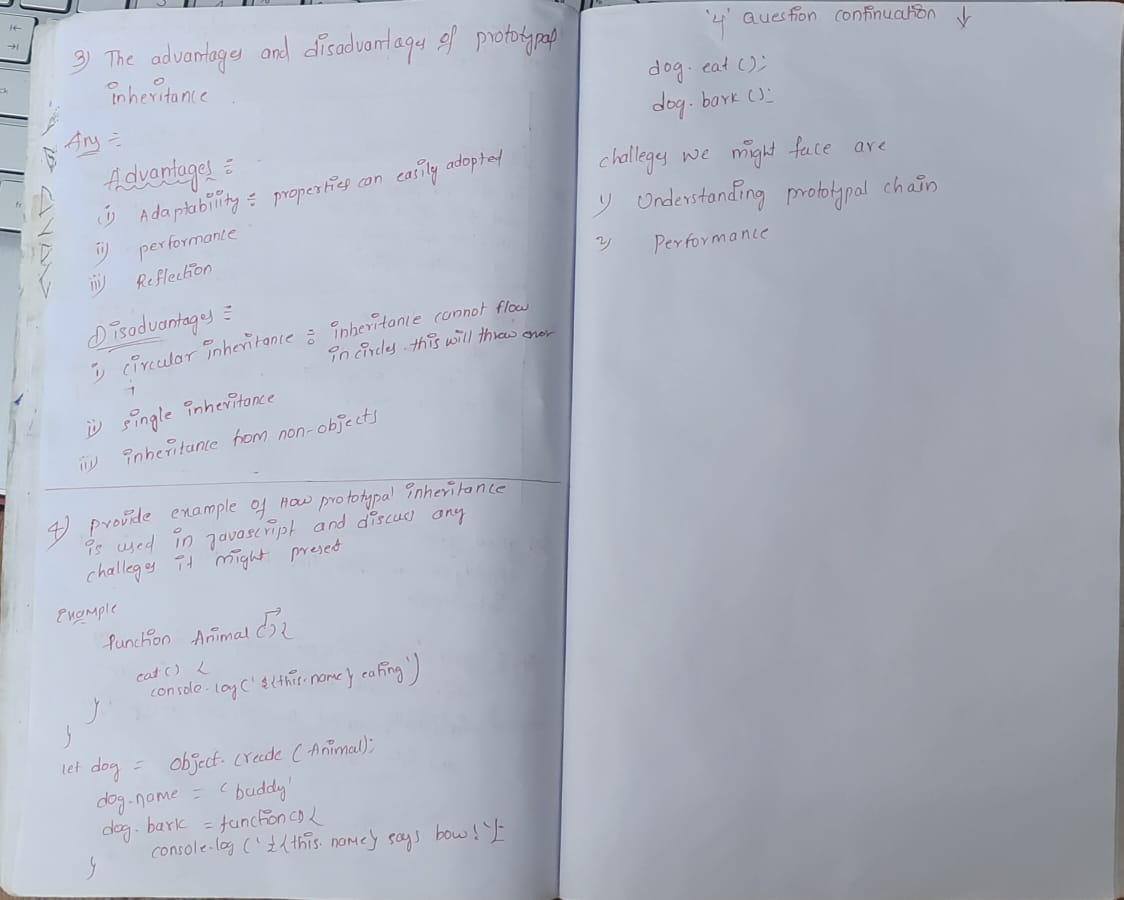 3) The advantages and disadvantages of prototypal
inheritance
Ans :-
Advantages :-
(i) Adaptability :- properties can easily adopted
ii) performance
iii) Reflection
Disadvantages :-
i) circular inheritance :- inheritance cannot flow
in circles. this will throw error
ii) single inheritance
iii) inheritance from non-objects
4) provide example of How prototypal inheritance
is used in Javascript and discuss any
challeges it might preset
Example
function Animal () {
eat() {
console.log(`${this.name} eating`)
}
}
let dog = Object.create (Animal);
dog.name = 'buddy'
dog.bark = function() {
console.log (`${this.name} says bow!`);
}
'4' Question continuation ↓
dog.eat ();
dog.bark ();
challeges we might face are
1) Understanding prototypal chain
2) Performance